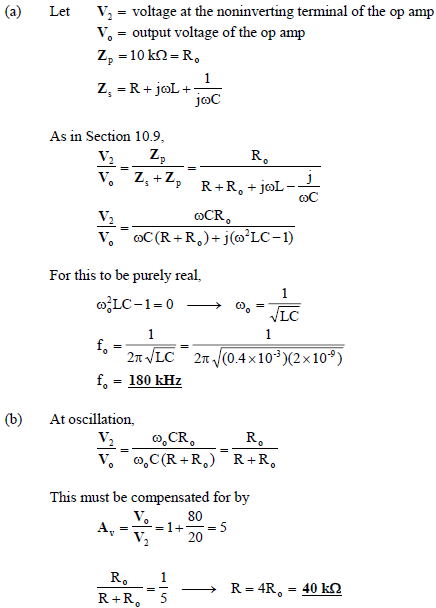 (a) Let V₂ = voltage at the noninverting terminal of the op amp
Vₒ = output voltage of the op amp
Zₚ = 10 kΩ = Rₒ
Zₛ = R + jωL + 1/(jωC)
As in Section 10.9,
V₂/Vₒ = Zₚ/(Zₛ + Zₚ) = Rₒ/(R + Rₒ + jωL − j/(ωC))
V₂/Vₒ = ωCRₒ/(ωC(R + Rₒ) + j(ω²LC − 1))
For this to be purely real,
ωₒ²LC − 1 = 0 ⟶ ωₒ = 1/√(LC)
fₒ = 1/(2π√(LC)) = 1/(2π√((0.4×10⁻³)(2×10⁻⁹)))
fₒ = 180 kHz
(b) At oscillation,
V₂/Vₒ = ωₒCRₒ/(ωₒC(R + Rₒ)) = Rₒ/(R + Rₒ)
This must be compensated for by
Aᵥ = Vₒ/V₂ = 1 + 80/20 = 5
Rₒ/(R + Rₒ) = 1/5 ⟶ R = 4Rₒ = 40 kΩ